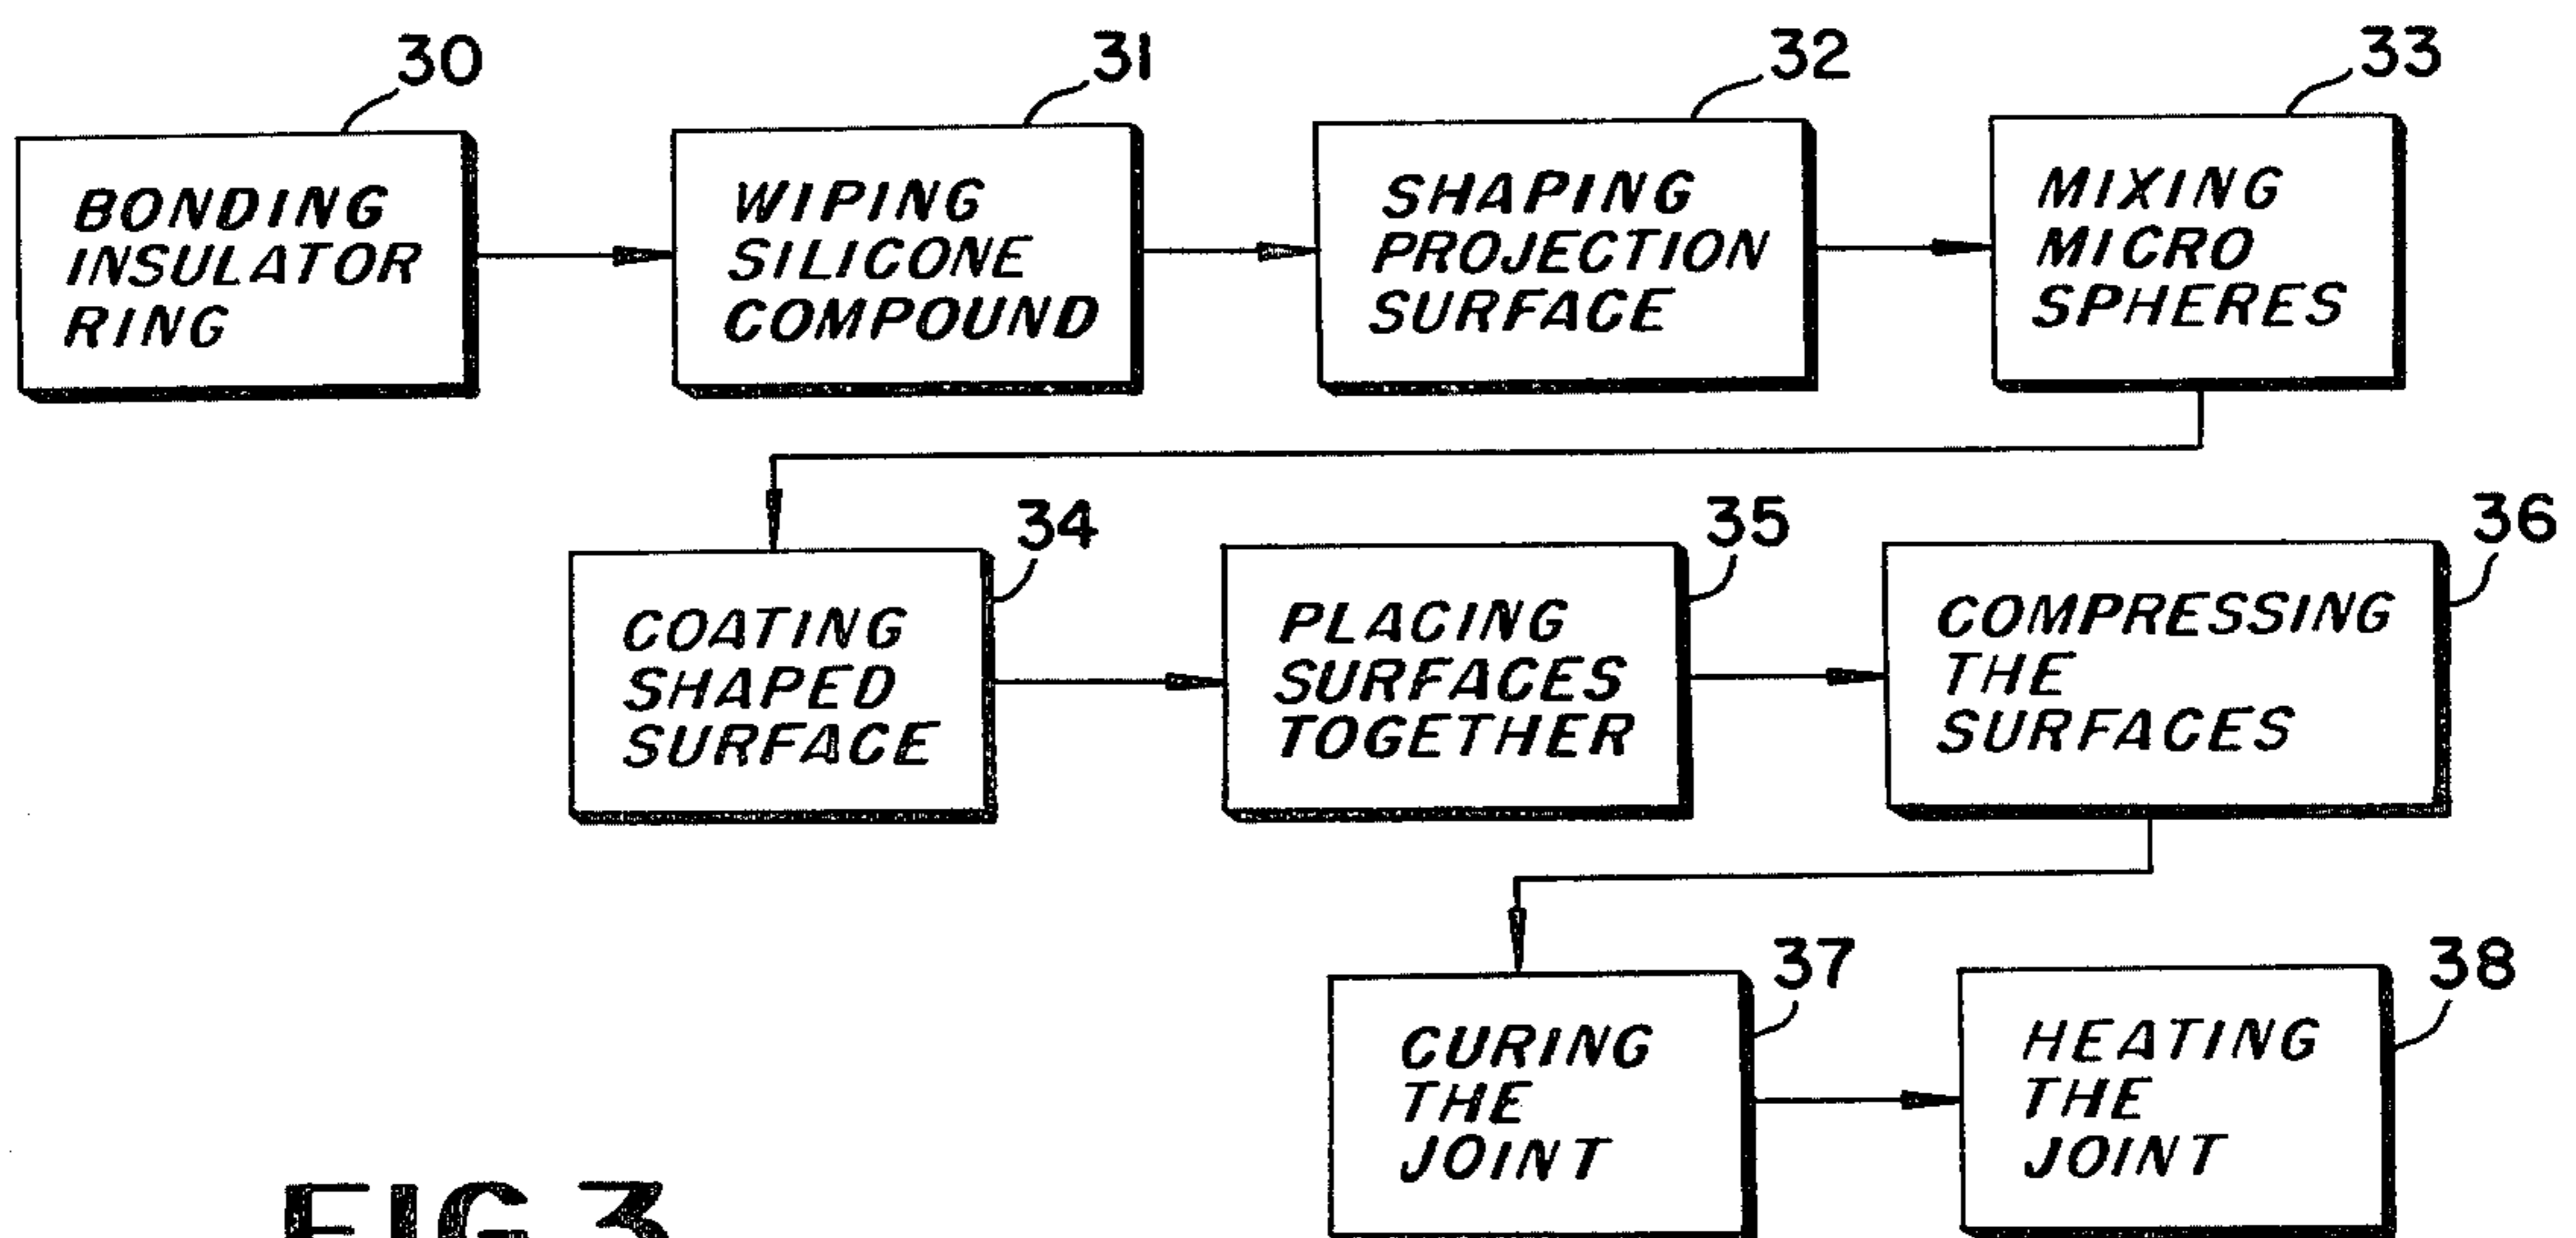 30
BONDING
INSULATOR
RING
31
WIPING
SILICONE
COMPOUND
32
SHAPING
PROJECTION
SURFACE
33
MIXING
MICRO
SPHERES
34
COATING
SHAPED
SURFACE
35
PLACING
SURFACES
TOGETHER
36
COMPRESSING
THE
SURFACES
37
CURING
THE
JOINT
38
HEATING
THE
JOINT
FIG 3